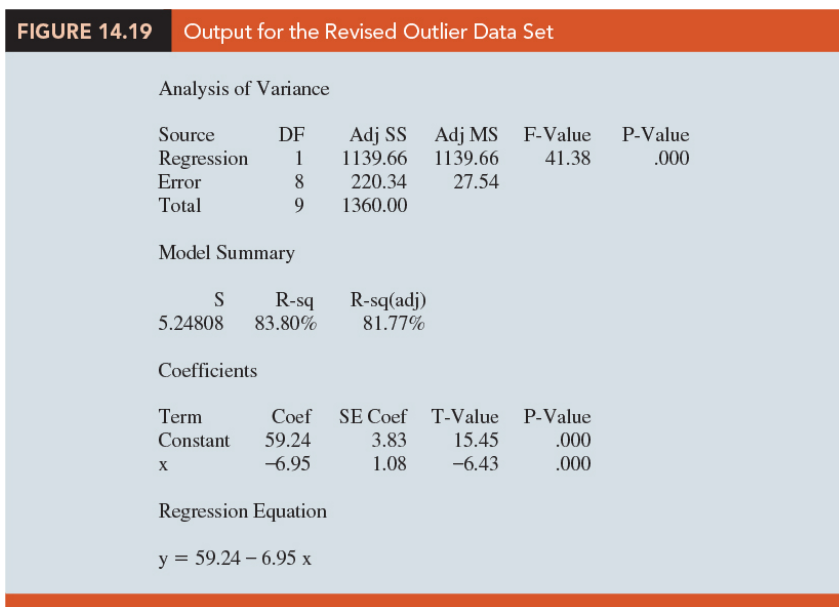 FIGURE 14.19 Output for the Revised Outlier Data Set
Analysis of Variance
Source DF Adj SS Adj MS F-Value P-Value
Regression 1 1139.66 1139.66 41.38 .000
Error 8 220.34 27.54
Total 9 1360.00
Model Summary
S R-sq R-sq(adj)
5.24808 83.80% 81.77%
Coefficients
Term Coef SE Coef T-Value P-Value
Constant 59.24 3.83 15.45 .000
x −6.95 1.08 −6.43 .000
Regression Equation
y = 59.24 − 6.95 x